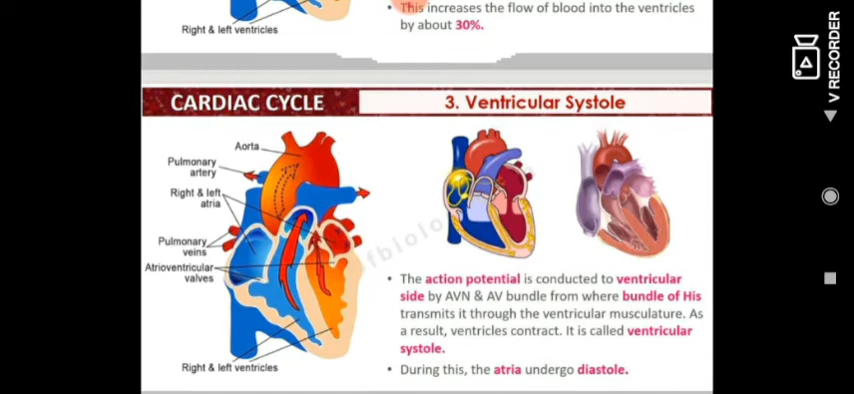 • This increases the flow of blood into the ventricles
by about 30%.
Right & left ventricles
CARDIAC CYCLE
3. Ventricular Systole
Aorta
Pulmonary
artery
Right & left
atria
Pulmonary
veins
Atrioventricular
valves
Right & left ventricles
• The action potential is conducted to ventricular
side by AVN & AV bundle from where bundle of His
transmits it through the ventricular musculature. As
a result, ventricles contract. It is called ventricular
systole.
• During this, the atria undergo diastole.
V RECORDER